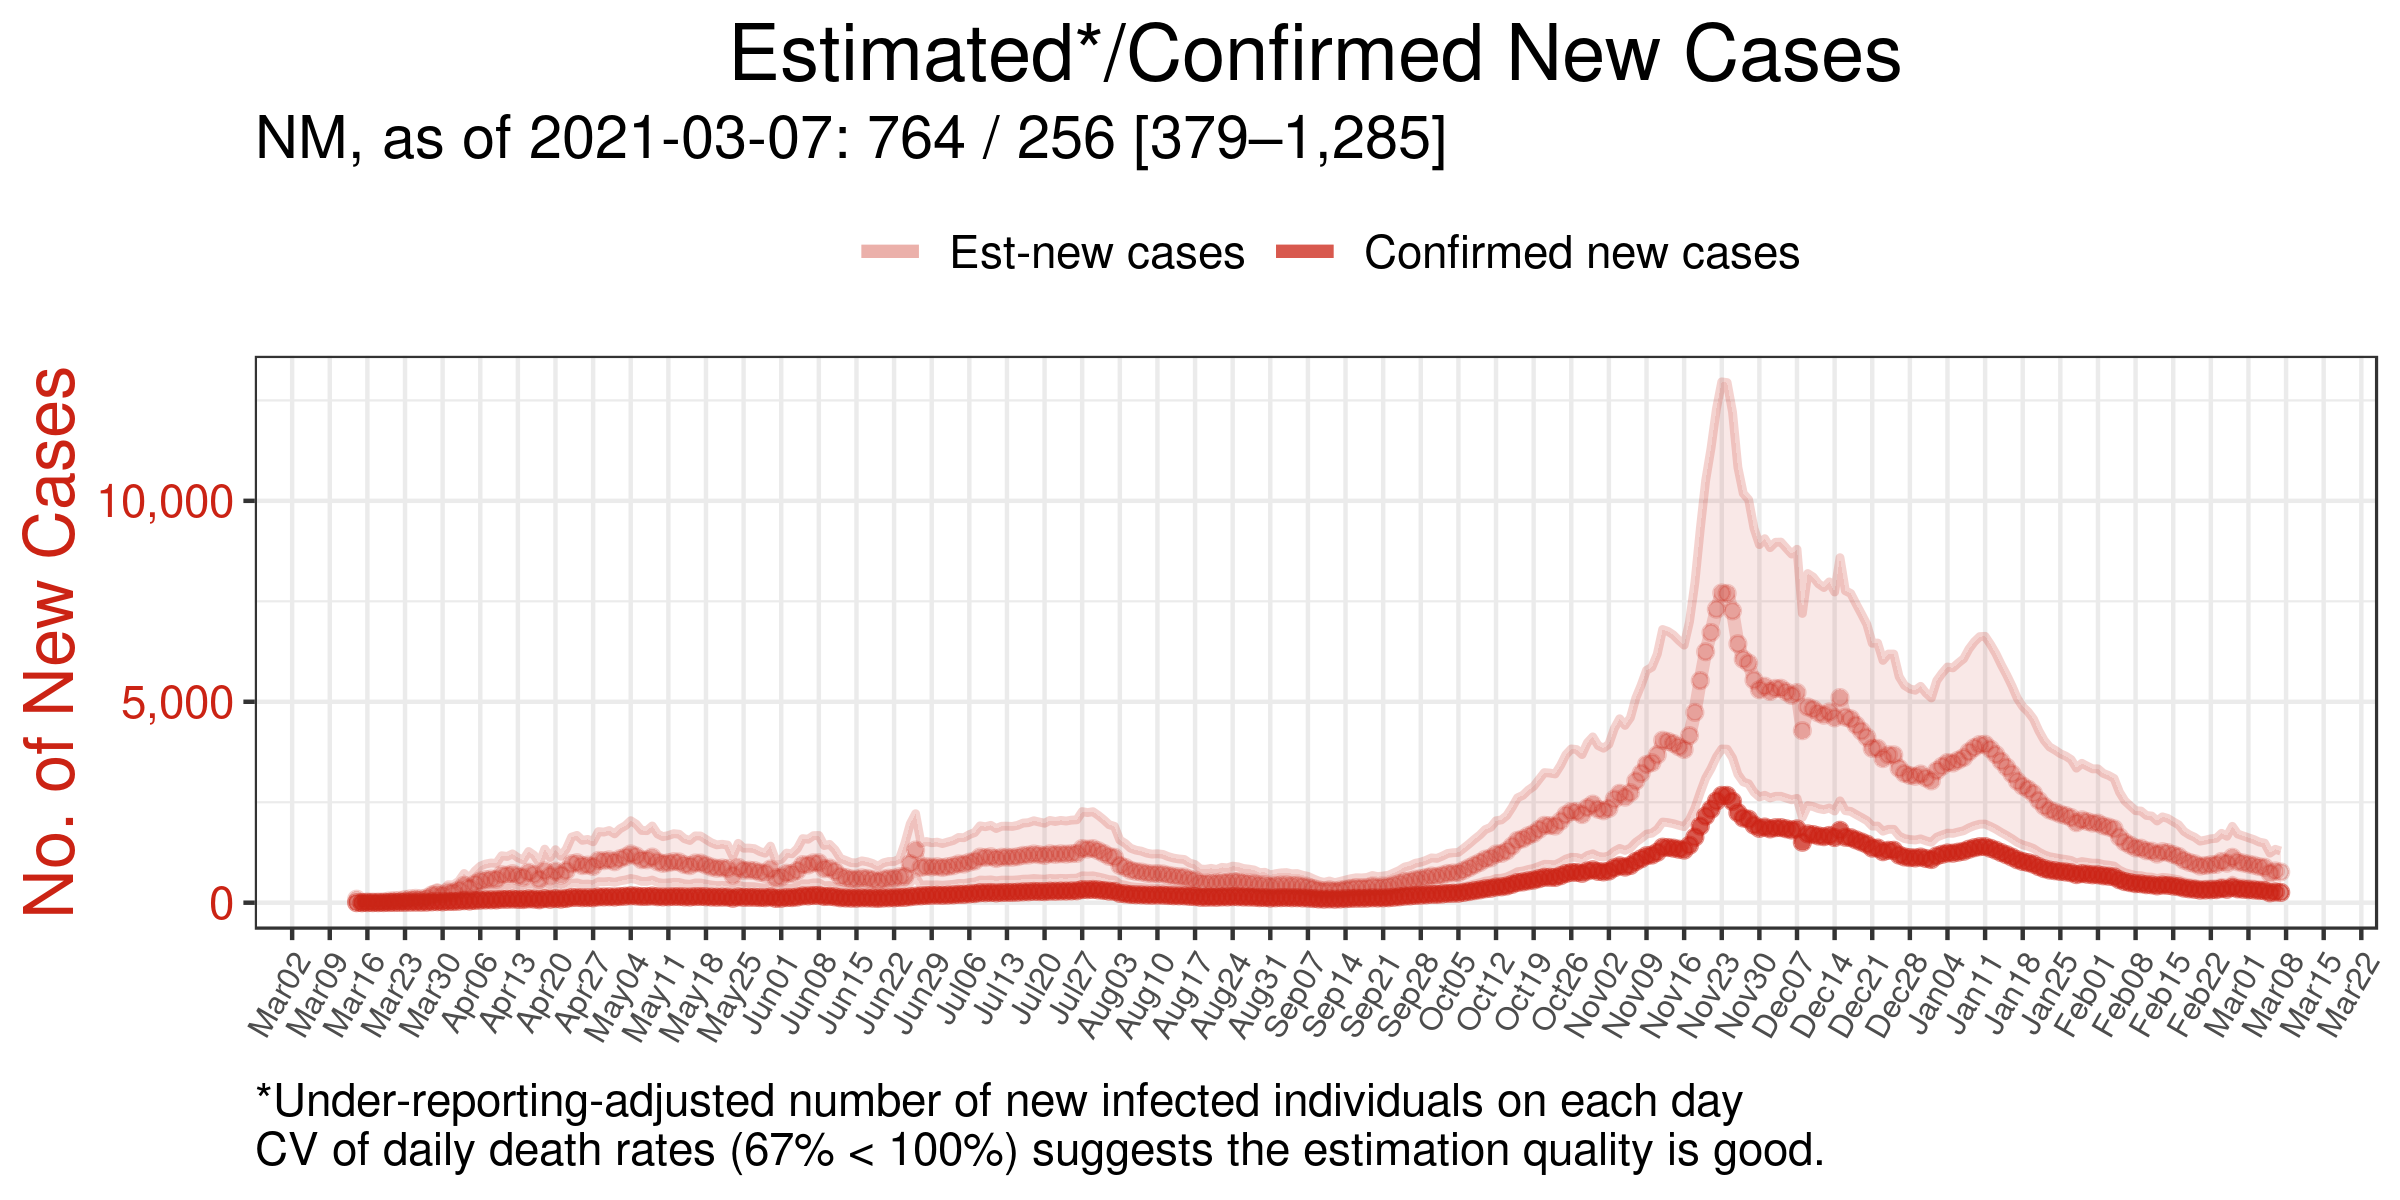 Estimated*/Confirmed New Cases
NM, as of 2021-03-07: 764 / 256 [379–1,285]
Est-new cases
Confirmed new cases
No. of New Cases
10,000
5,000
0
Mar02
Mar09
Mar16
Mar23
Mar30
Apr06
Apr13
Apr20
Apr27
May04
May11
May18
May25
Jun01
Jun08
Jun15
Jun22
Jun29
Jul06
Jul13
Jul20
Jul27
Aug03
Aug10
Aug17
Aug24
Aug31
Sep07
Sep14
Sep21
Sep28
Oct05
Oct12
Oct19
Oct26
Nov02
Nov09
Nov16
Nov23
Nov30
Dec07
Dec14
Dec21
Dec28
Jan04
Jan11
Jan18
Jan25
Feb01
Feb08
Feb15
Feb22
Mar01
Mar08
Mar15
Mar22
*Under-reporting-adjusted number of new infected individuals on each day
CV of daily death rates (67% < 100%) suggests the estimation quality is good.